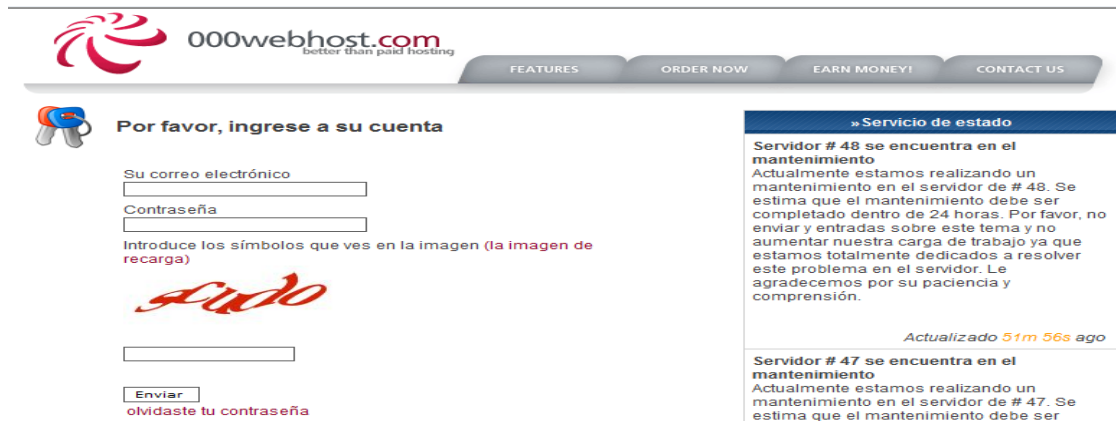 000webhost.com
better than paid hosting
FEATURES
ORDER NOW
EARN MONEY!
CONTACT US
Por favor, ingrese a su cuenta
Su correo electrónico
Contraseña
Introduce los símbolos que ves en la imagen (la imagen de
recarga)
Enviar
olvidaste tu contraseña
»Servicio de estado
Servidor # 48 se encuentra en el
mantenimiento
Actualmente estamos realizando un
mantenimiento en el servidor de # 48. Se
estima que el mantenimiento debe ser
completado dentro de 24 horas. Por favor, no
enviar y entradas sobre este tema y no
aumentar nuestra carga de trabajo ya que
estamos totalmente dedicados a resolver
este problema en el servidor. Le
agradecemos por su paciencia y
comprensión.
Actualizado 51m 56s ago
Servidor # 47 se encuentra en el
mantenimiento
Actualmente estamos realizando un
mantenimiento en el servidor de # 47. Se
estima que el mantenimiento debe ser